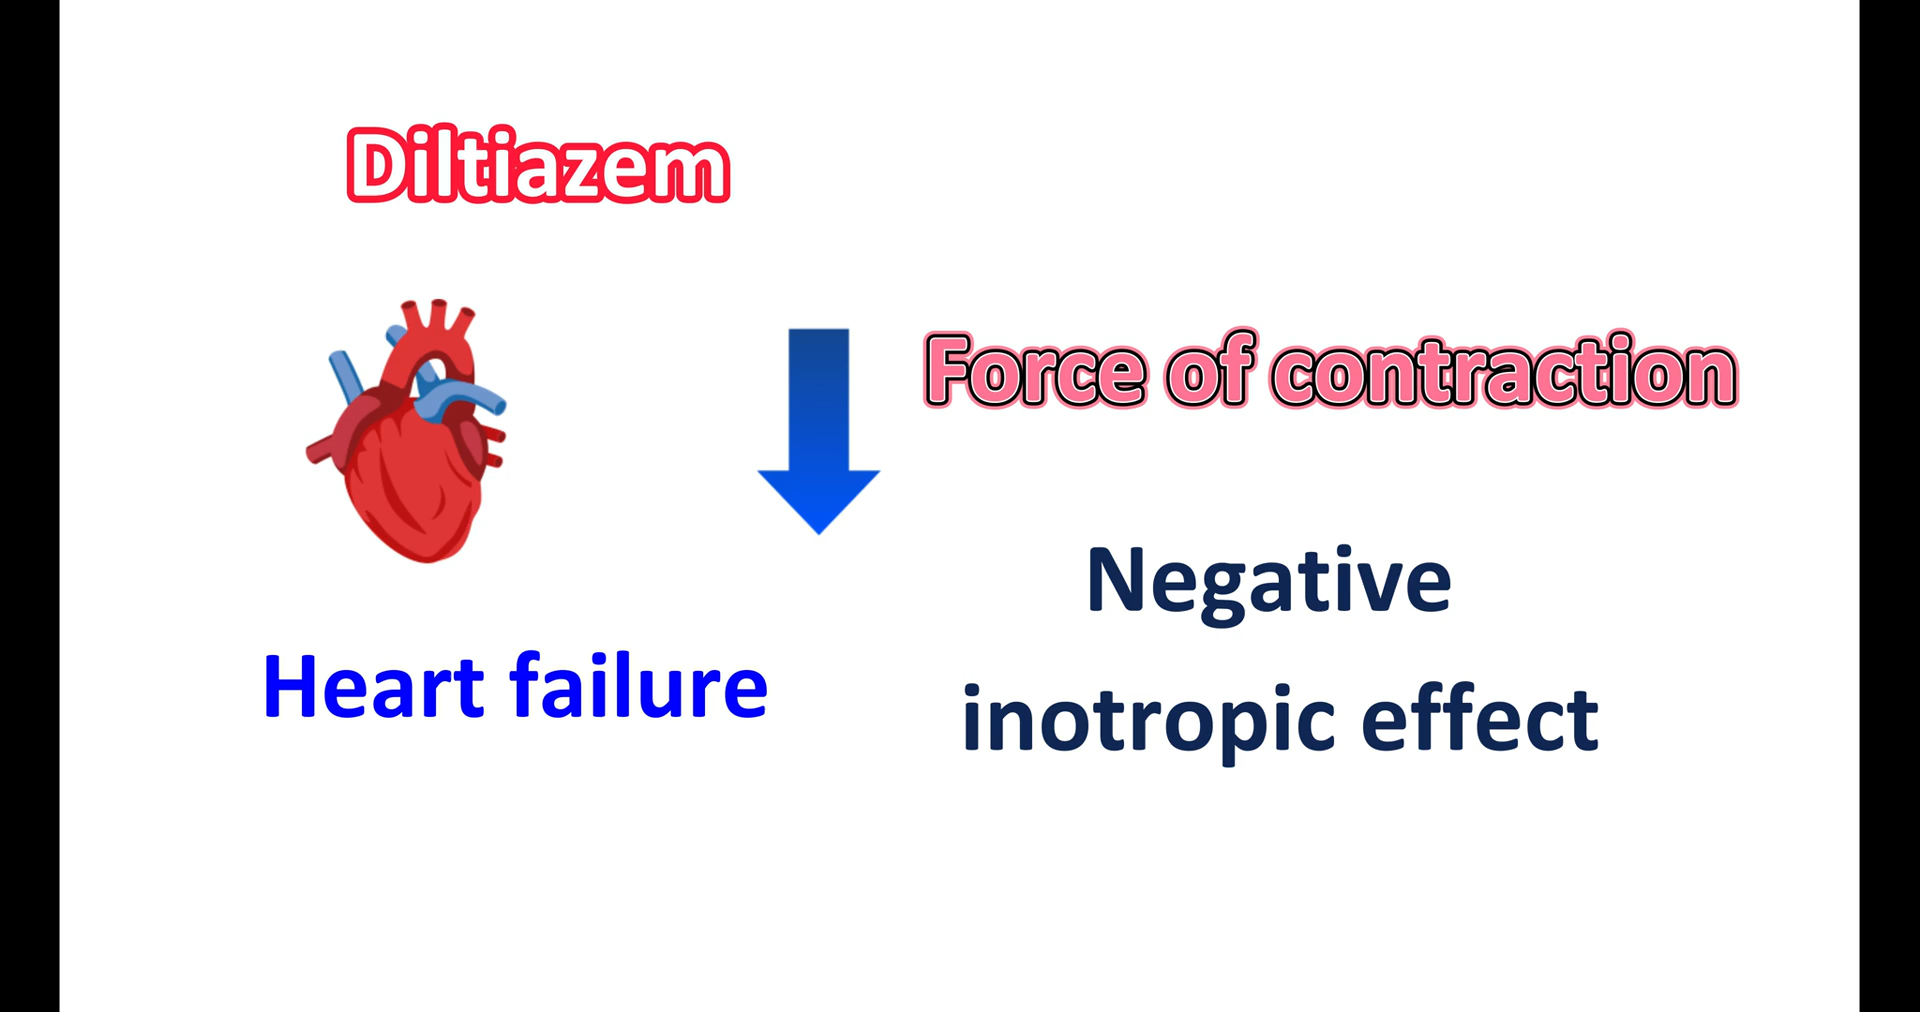 Diltiazem
Force of contraction
Negative
inotropic effect
Heart failure